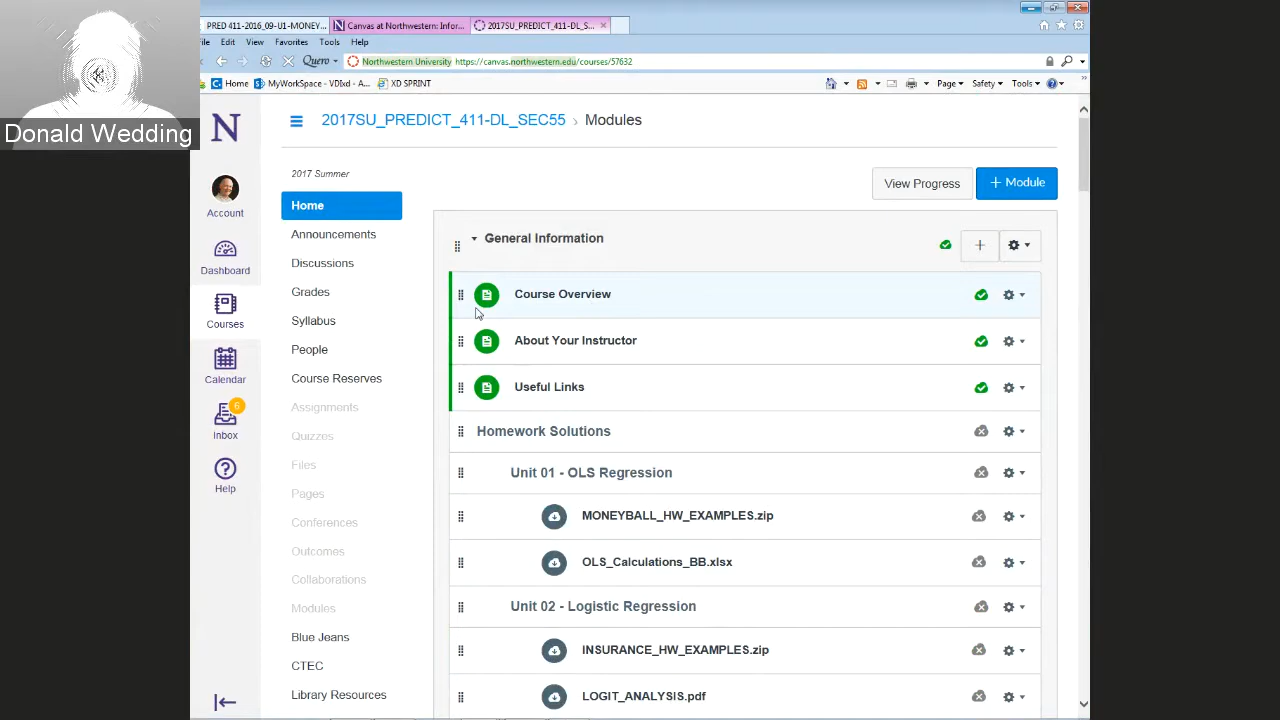 Donald Wedding
PRED 411-2016_09-U1-MONEY...
Canvas at Northwestern: Infor...
2017SU_PREDICT_411-DL_S...
Edit View Favorites Tools Help
Quero
Northwestern University https://canvas.northwestern.edu/courses/57632
Home MyWorkSpace - VDIxd - A... XD SPRINT
Page Safety Tools
N
2017SU_PREDICT_411-DL_SEC55 › Modules
2017 Summer
View Progress
+ Module
Account
Dashboard
Courses
Calendar
6
Inbox
Help
Home
Announcements
Discussions
Grades
Syllabus
People
Course Reserves
Assignments
Quizzes
Files
Pages
Conferences
Outcomes
Collaborations
Modules
Blue Jeans
CTEC
Library Resources
General Information
Course Overview
About Your Instructor
Useful Links
Homework Solutions
Unit 01 - OLS Regression
MONEYBALL_HW_EXAMPLES.zip
OLS_Calculations_BB.xlsx
Unit 02 - Logistic Regression
INSURANCE_HW_EXAMPLES.zip
LOGIT_ANALYSIS.pdf